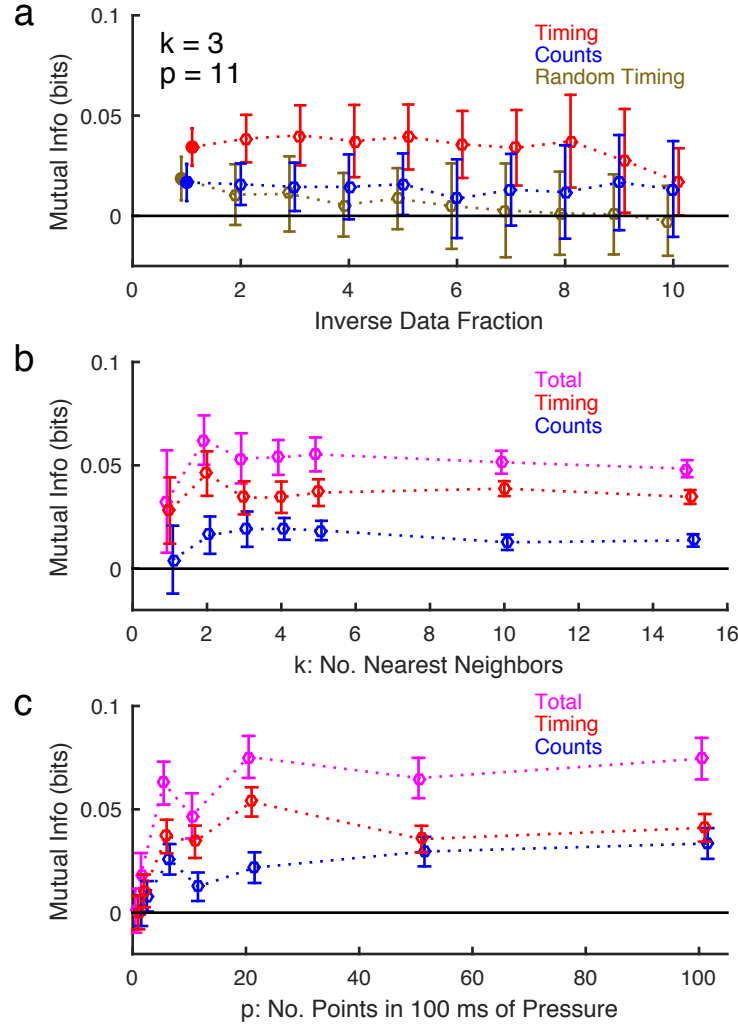 a
k = 3
p = 11
Timing
Counts
Random Timing
0.1
0.05
0
Mutual Info (bits)
0 2 4 6 8 10
Inverse Data Fraction
b
Total
Timing
Counts
0.1
0.05
0
Mutual Info (bits)
0 2 4 6 8 10 12 14 16
k: No. Nearest Neighbors
c
Total
Timing
Counts
0.1
0.05
0
Mutual Info (bits)
0 20 40 60 80 100
p: No. Points in 100 ms of Pressure